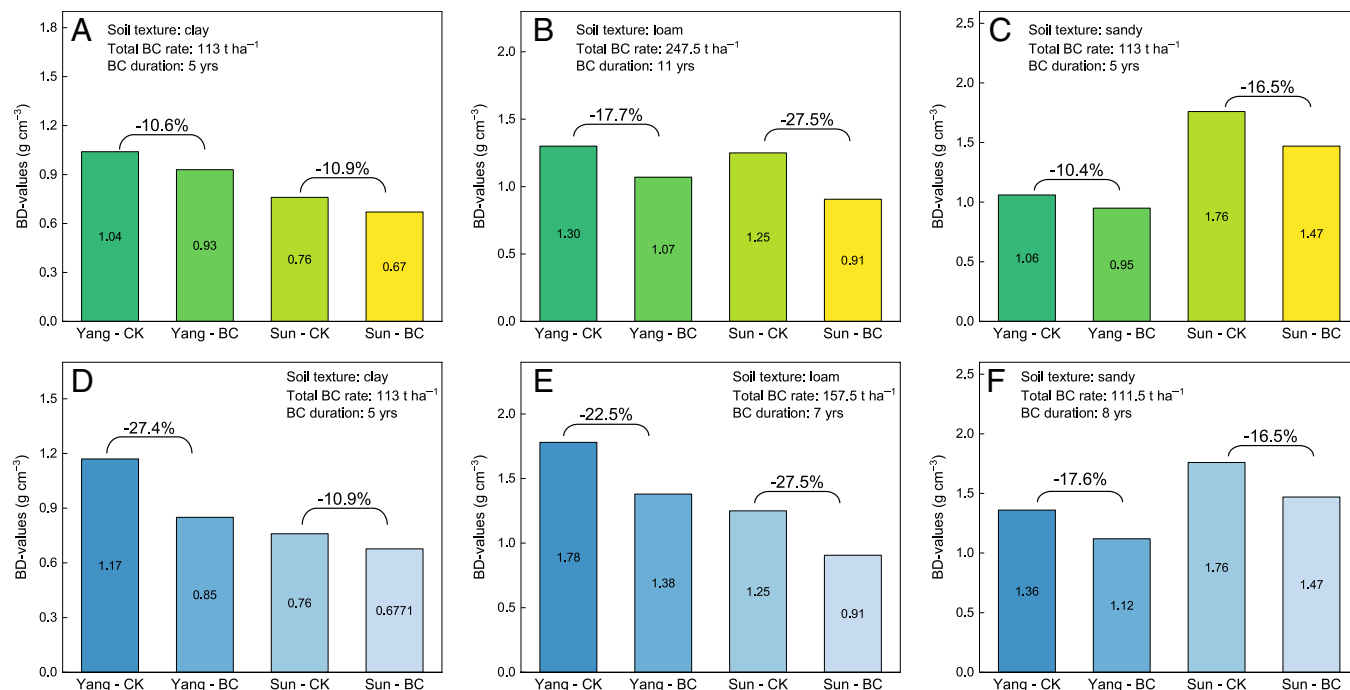 A
Soil texture: clay
Total BC rate: 113 t ha⁻¹
BC duration: 5 yrs
BD-values (g cm⁻³)
1.8
1.5
1.2
0.9
0.6
0.3
0.0
-10.6%
-10.9%
1.04
0.93
0.76
0.67
Yang - CK Yang - BC Sun - CK Sun - BC
B
Soil texture: loam
Total BC rate: 247.5 t ha⁻¹
BC duration: 11 yrs
BD-values (g cm⁻³)
2.0
1.5
1.0
0.5
0.0
-17.7%
-27.5%
1.30
1.07
1.25
0.91
Yang - CK Yang - BC Sun - CK Sun - BC
C
Soil texture: sandy
Total BC rate: 113 t ha⁻¹
BC duration: 5 yrs
BD-values (g cm⁻³)
2.5
2.0
1.5
1.0
0.5
0.0
-10.4%
-16.5%
1.06
0.95
1.76
1.47
Yang - CK Yang - BC Sun - CK Sun - BC
D
Soil texture: clay
Total BC rate: 113 t ha⁻¹
BC duration: 5 yrs
BD-values (g cm⁻³)
1.5
1.2
0.9
0.6
0.3
0.0
-27.4%
-10.9%
1.17
0.85
0.76
0.6771
Yang - CK Yang - BC Sun - CK Sun - BC
E
Soil texture: loam
Total BC rate: 157.5 t ha⁻¹
BC duration: 7 yrs
BD-values (g cm⁻³)
2.0
1.5
1.0
0.5
0.0
-22.5%
-27.5%
1.78
1.38
1.25
0.91
Yang - CK Yang - BC Sun - CK Sun - BC
F
Soil texture: sandy
Total BC rate: 111.5 t ha⁻¹
BC duration: 8 yrs
BD-values (g cm⁻³)
2.5
2.0
1.5
1.0
0.5
0.0
-17.6%
-16.5%
1.36
1.12
1.76
1.47
Yang - CK Yang - BC Sun - CK Sun - BC